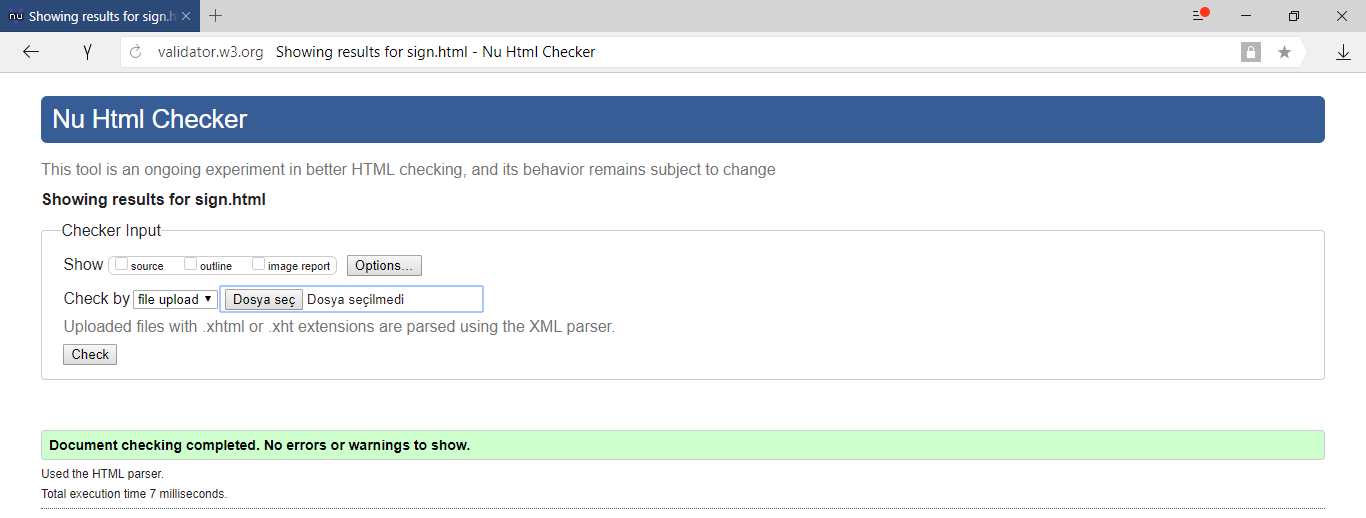 nu Showing results for sign.h
validator.w3.org Showing results for sign.html - Nu Html Checker
Nu Html Checker
This tool is an ongoing experiment in better HTML checking, and its behavior remains subject to change
Showing results for sign.html
Checker Input
Show source outline image report Options...
Check by file upload Dosya seç Dosya seçilmedi
Uploaded files with .xhtml or .xht extensions are parsed using the XML parser.
Check
Document checking completed. No errors or warnings to show.
Used the HTML parser.
Total execution time 7 milliseconds.